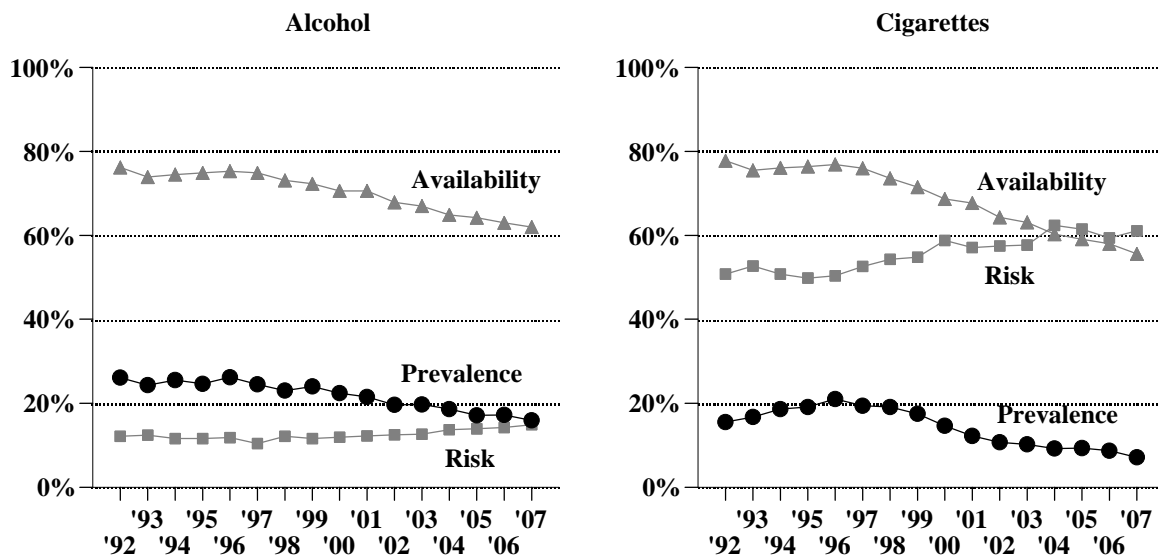 Alcohol
100%
80%
Availability
60%
40%
Prevalence
20%
Risk
0%
'93 '95 '97 '99 '01 '03 '05 '07
'92 '94 '96 '98 '00 '02 '04 '06
Cigarettes
100%
80%
Availability
60%
Risk
40%
20%
Prevalence
0%
'93 '95 '97 '99 '01 '03 '05 '07
'92 '94 '96 '98 '00 '02 '04 '06